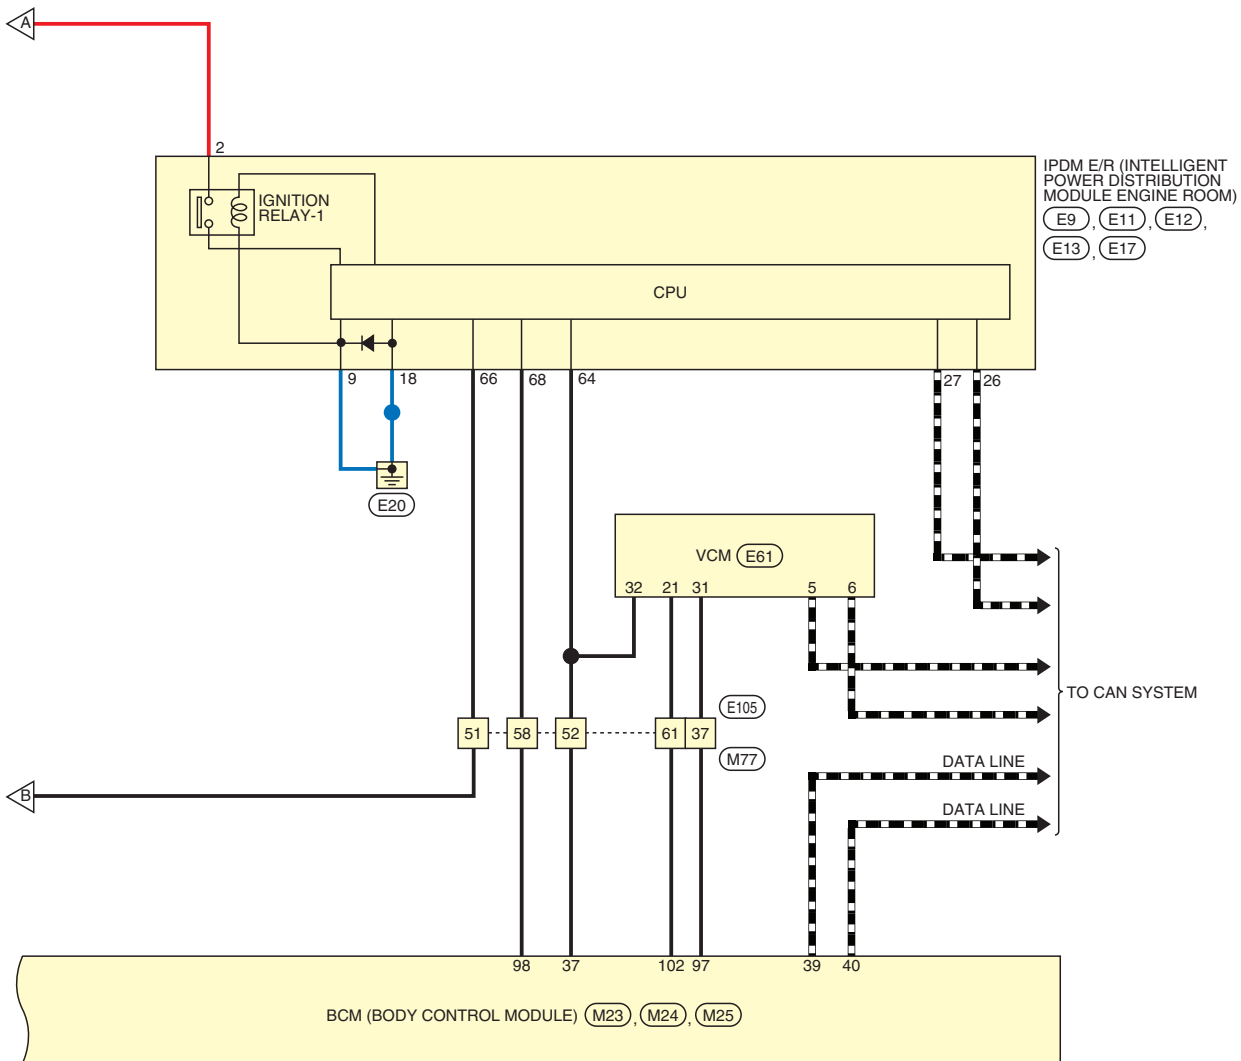 A
2
IPDM E/R (INTELLIGENT
POWER DISTRIBUTION
MODULE ENGINE ROOM)
E9 , E11 , E12 ,
E13 , E17
IGNITION
RELAY-1
CPU
9 18 66 68 64 27 26
E20
VCM E61
32 21 31 5 6
TO CAN SYSTEM
E105
51 58 52 61 37
M77
DATA LINE
B
DATA LINE
98 37 102 97 39 40
BCM (BODY CONTROL MODULE) M23 , M24 , M25